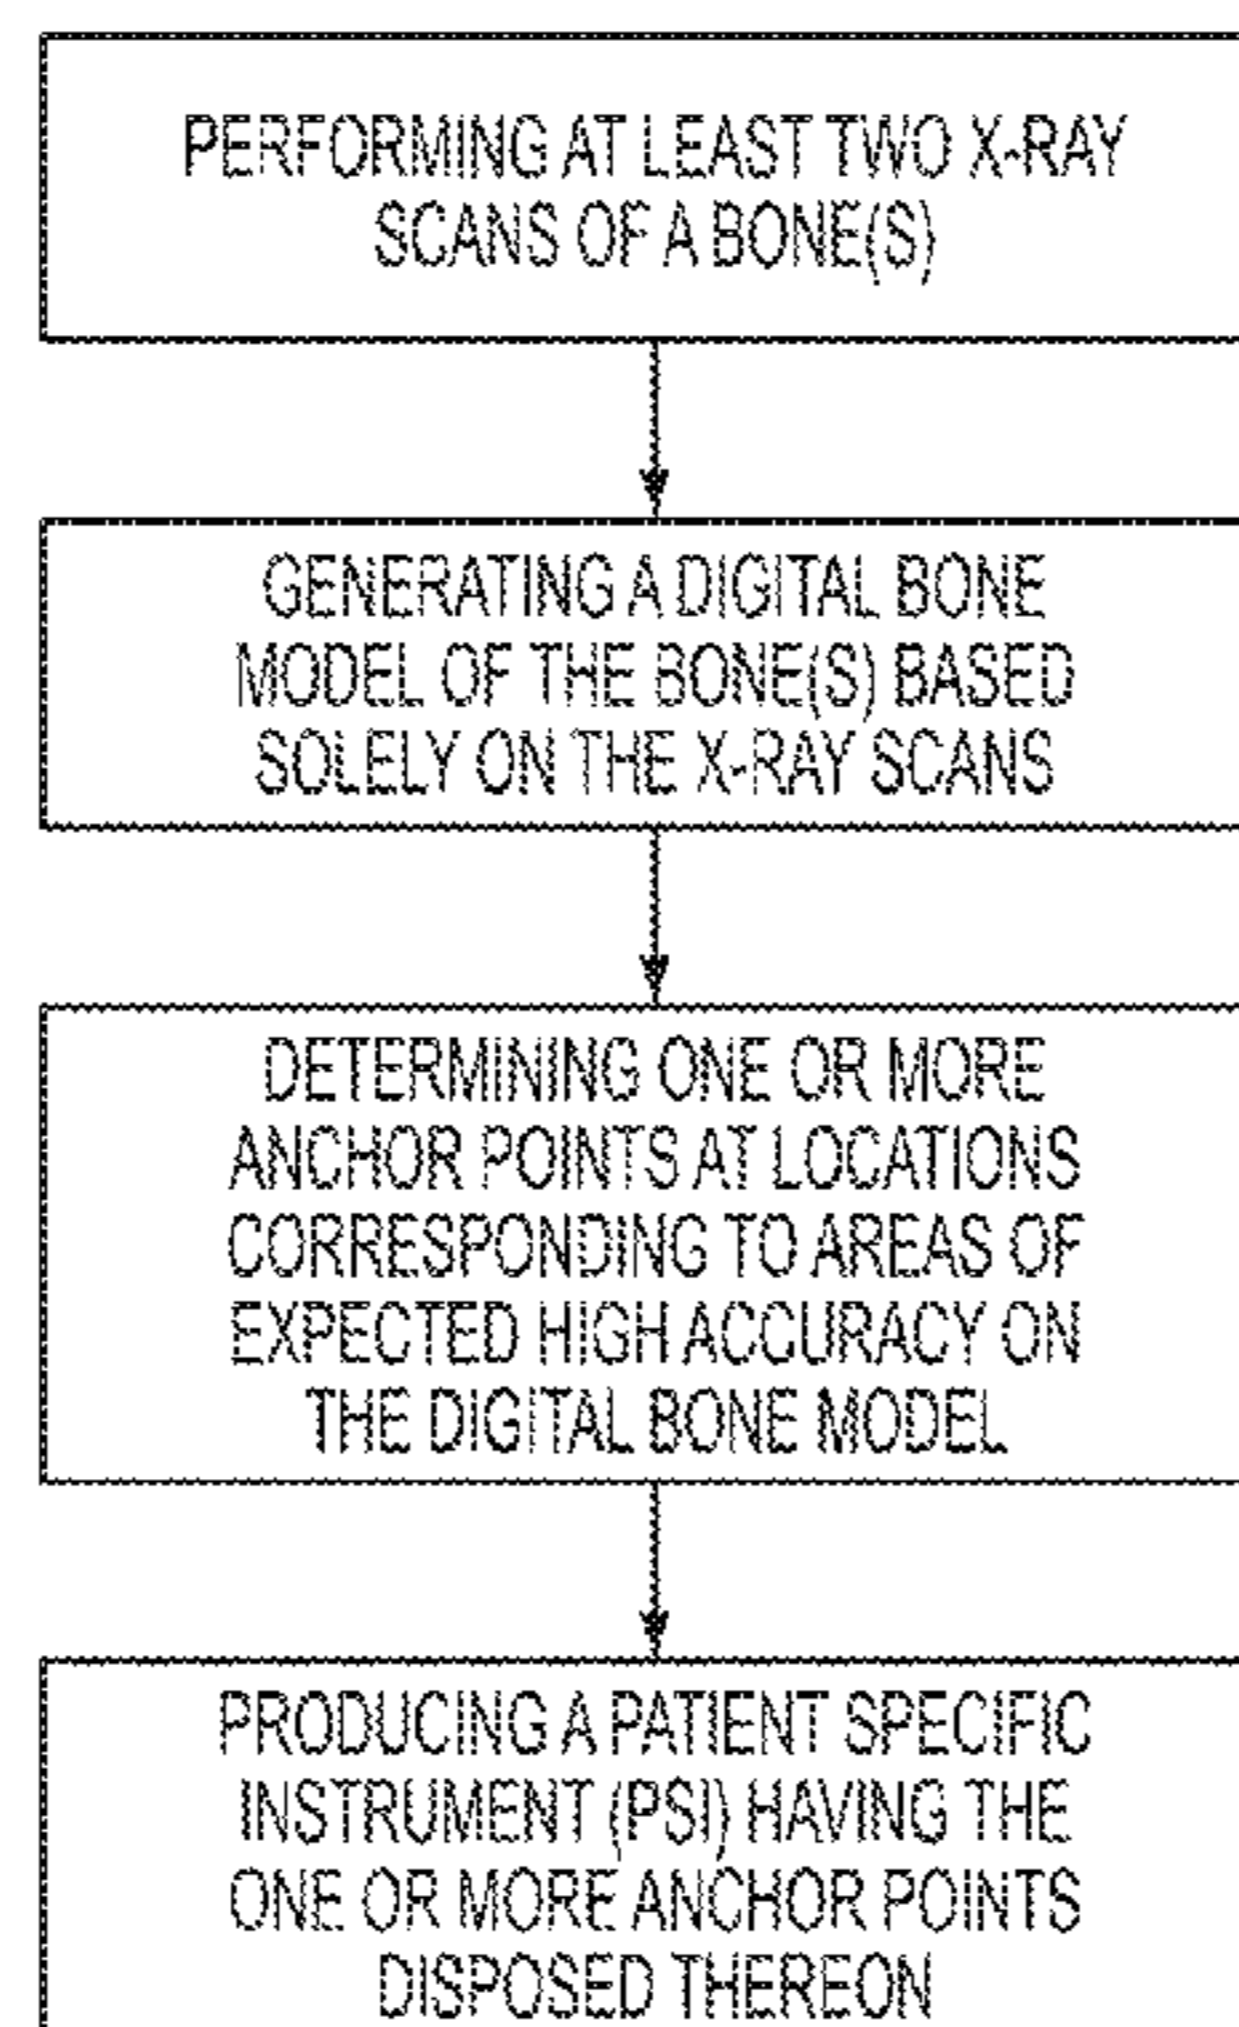 PERFORMING AT LEAST TWO X-RAY
SCANS OF A BONE(S)
GENERATING A DIGITAL BONE
MODEL OF THE BONE(S) BASED
SOLELY ON THE X-RAY SCANS
DETERMINING ONE OR MORE
ANCHOR POINTS AT LOCATIONS
CORRESPONDING TO AREAS OF
EXPECTED HIGH ACCURACY ON
THE DIGITAL BONE MODEL
PRODUCING A PATIENT SPECIFIC
INSTRUMENT (PSI) HAVING THE
ONE OR MORE ANCHOR POINTS
DISPOSED THEREON